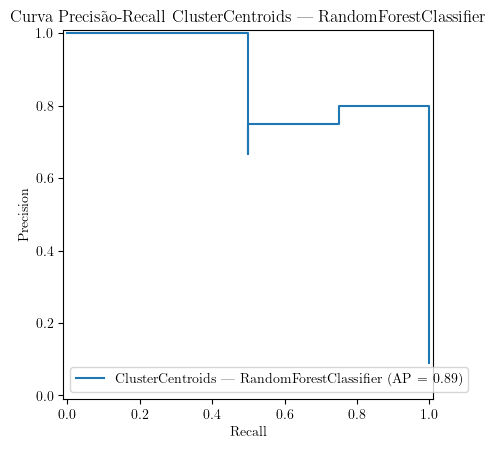 Curva Precisão-Recall ClusterCentroids — RandomForestClassifier
1.0
0.8
0.6
0.4
0.2
0.0
Precision
ClusterCentroids — RandomForestClassifier (AP = 0.89)
0.0 0.2 0.4 0.6 0.8 1.0
Recall